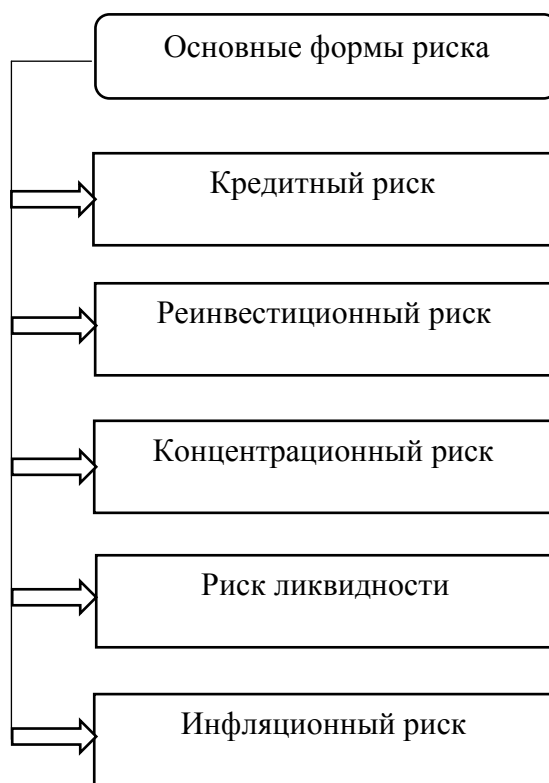 Основные формы риска
Кредитный риск
Реинвестиционный риск
Концентрационный риск
Риск ликвидности
Инфляционный риск